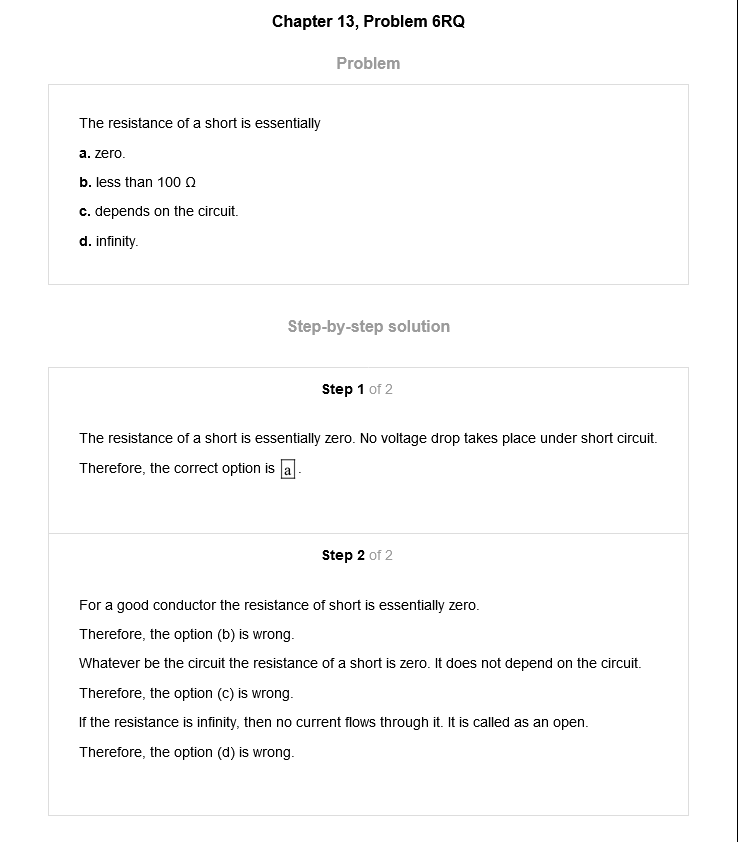 Chapter 13, Problem 6RQ
Problem
The resistance of a short is essentially
a. zero.
b. less than 100 Ω
c. depends on the circuit.
d. infinity.
Step-by-step solution
Step 1 of 2
The resistance of a short is essentially zero. No voltage drop takes place under short circuit.
Therefore, the correct option is a .
Step 2 of 2
For a good conductor the resistance of short is essentially zero.
Therefore, the option (b) is wrong.
Whatever be the circuit the resistance of a short is zero. It does not depend on the circuit.
Therefore, the option (c) is wrong.
If the resistance is infinity, then no current flows through it. It is called as an open.
Therefore, the option (d) is wrong.